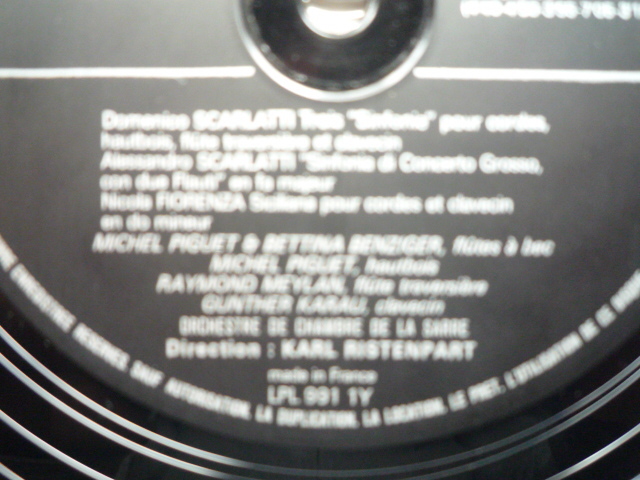 Domenico SCARLATTI Trois "Sinfonie" pour cordes,
hautbois, flûte traversière et clavecin
Alessandro SCARLATTI "Sinfonia di Concerto Grosso,
con due Flauti" en fa majeur
Nicola FIORENZA Siciliana pour cordes et clavecin
en do mineur
MICHEL PIGUET & BETTINA BENZIGER, flûtes à bec
MICHEL PIGUET, hautbois
RAYMOND MEYLAN, flûte traversière
GUNTHER KARAU, clavecin
ORCHESTRE DE CHAMBRE DE LA SARRE
Direction : KARL RISTENPART
made in France
LFL 991 1Y
RESERVES. SAUF AUTORISATION, LA DUPLICATION, LA LOCATION, LE PRET, L'UTILISATION DE CE